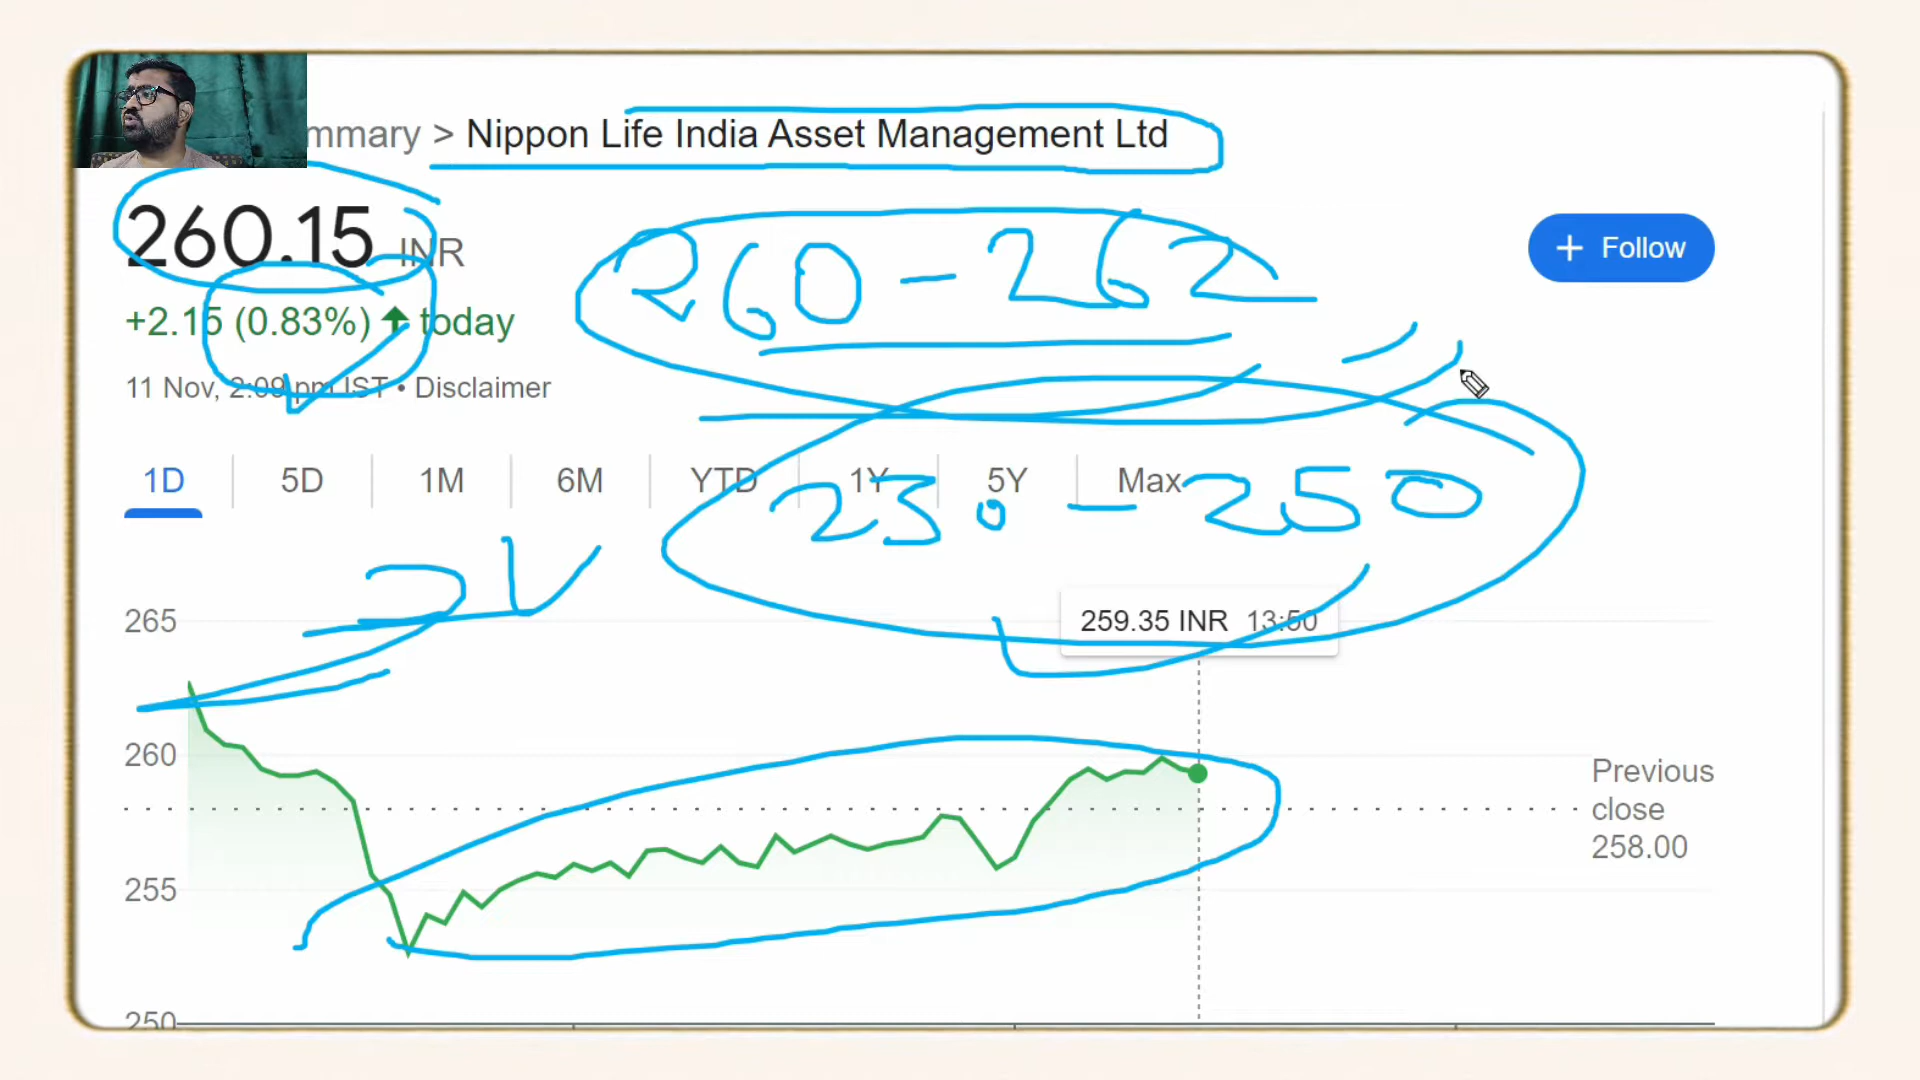 mmary > Nippon Life India Asset Management Ltd
260.15 INR
260-262
+ Follow
+2.15 (0.83%) ↑ today
11 Nov, 2:09 pm IST • Disclaimer
1D 5D 1M 6M YTD 1Y 5Y Max
230 - 250
265
259.35 INR 13:50
260
Previous
close
258.00
255
250